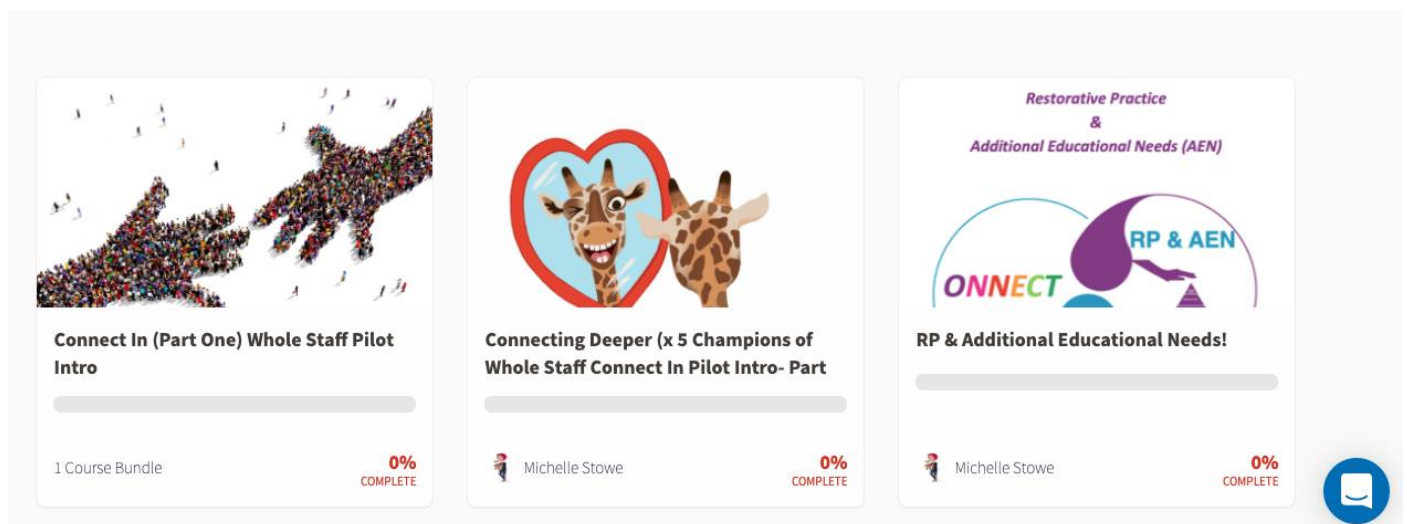 Connect In (Part One) Whole Staff Pilot
Intro
1 Course Bundle
0%
COMPLETE
Connecting Deeper (x 5 Champions of
Whole Staff Connect In Pilot Intro- Part
Michelle Stowe
0%
COMPLETE
Restorative Practice
&
Additional Educational Needs (AEN)
RP & AEN
ONNECT
RP & Additional Educational Needs!
Michelle Stowe
0%
COMPLETE